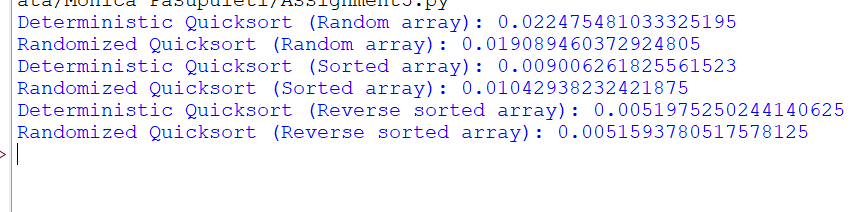 ata/Monica Pasupuleti/Assignment5.py
Deterministic Quicksort (Random array): 0.022475481033325195
Randomized Quicksort (Random array): 0.019089460372924805
Deterministic Quicksort (Sorted array): 0.009006261825561523
Randomized Quicksort (Sorted array): 0.01042938232421875
Deterministic Quicksort (Reverse sorted array): 0.0051975250244140625
Randomized Quicksort (Reverse sorted array): 0.0051593780517578125
>